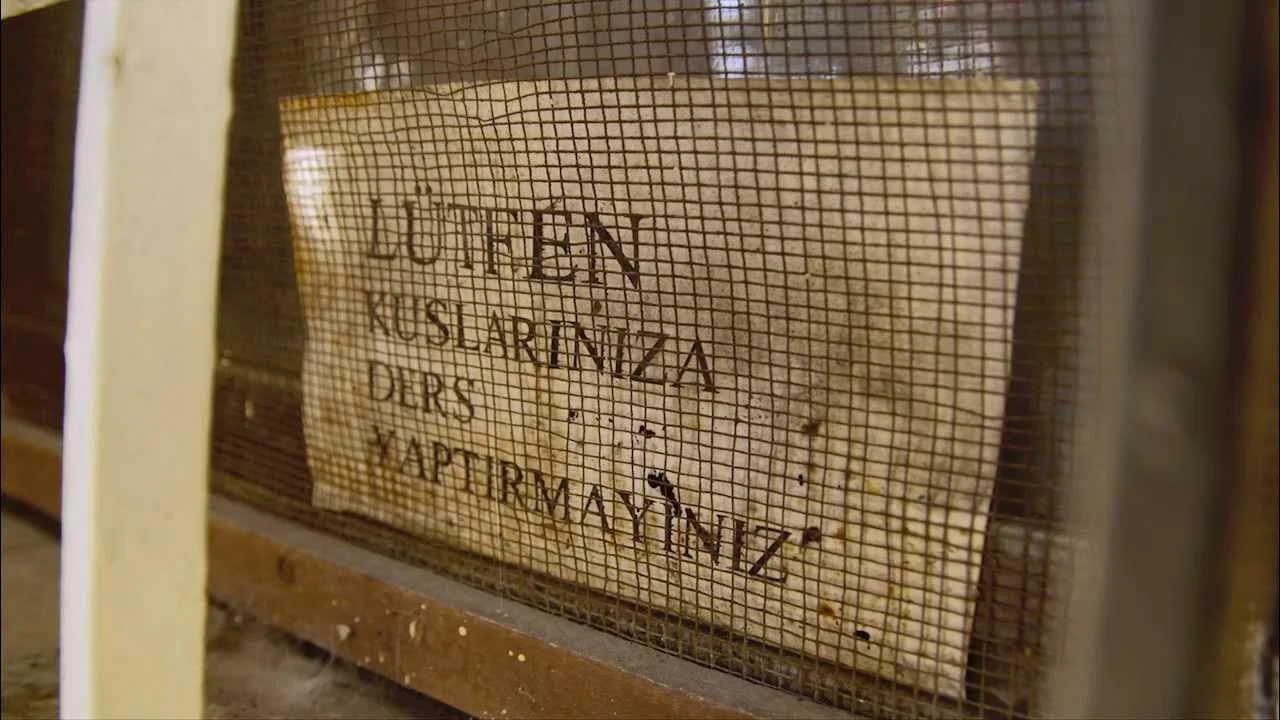 LÜTFEN
KUSLARINIZA
DERS
YAPTIRMAYINIZ